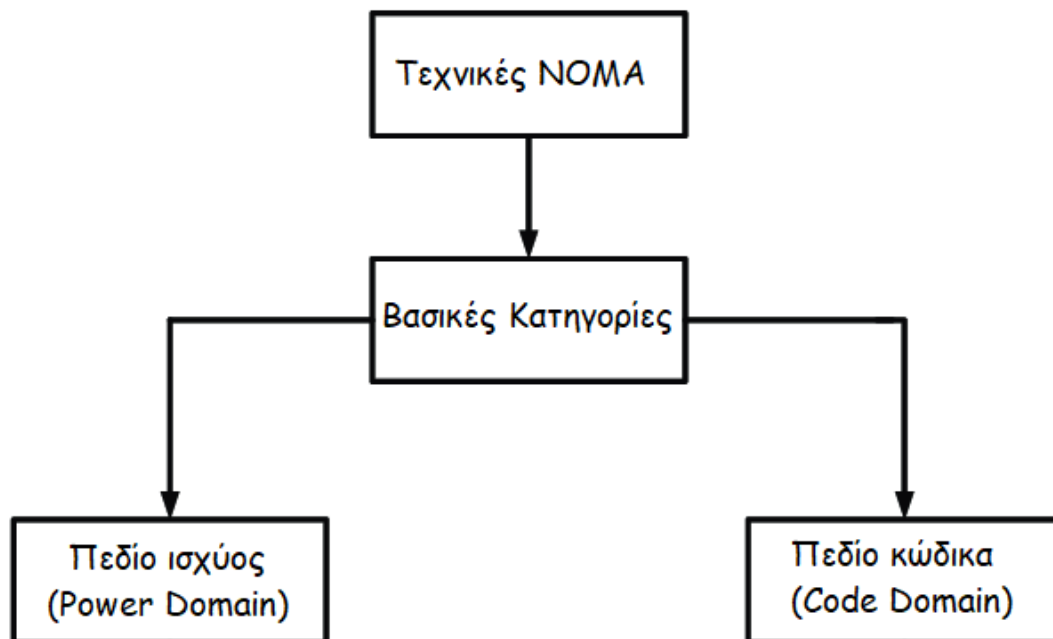 Τεχνικές NOMA
Βασικές Κατηγορίες
Πεδίο ισχύος
(Power Domain)
Πεδίο κώδικα
(Code Domain)